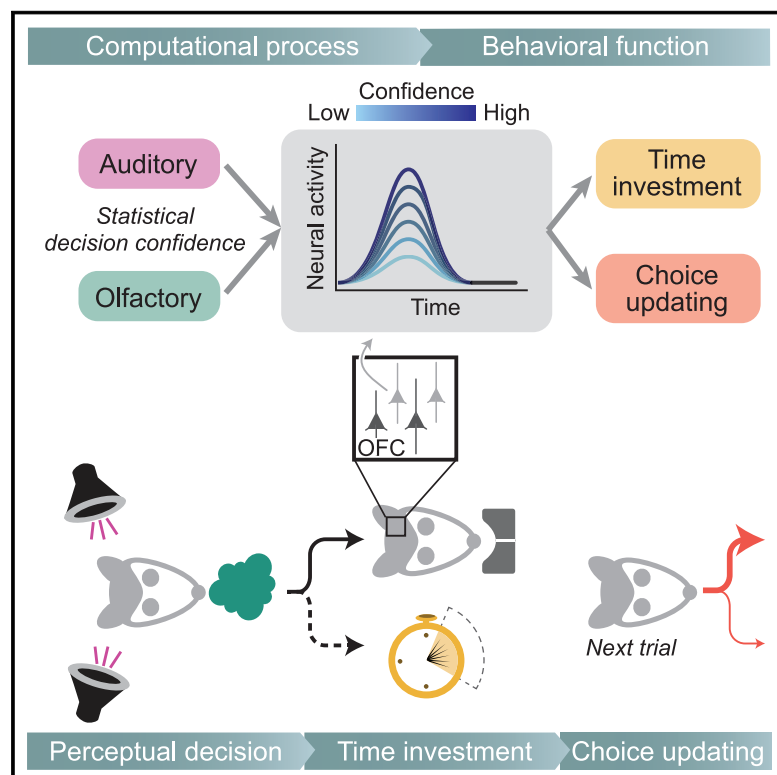 Computational process
Behavioral function
Confidence
Low
High
Auditory
Statistical
decision confidence
Olfactory
Neural activity
Time
Time
investment
Choice
updating
OFC
Next trial
Perceptual decision
Time investment
Choice updating